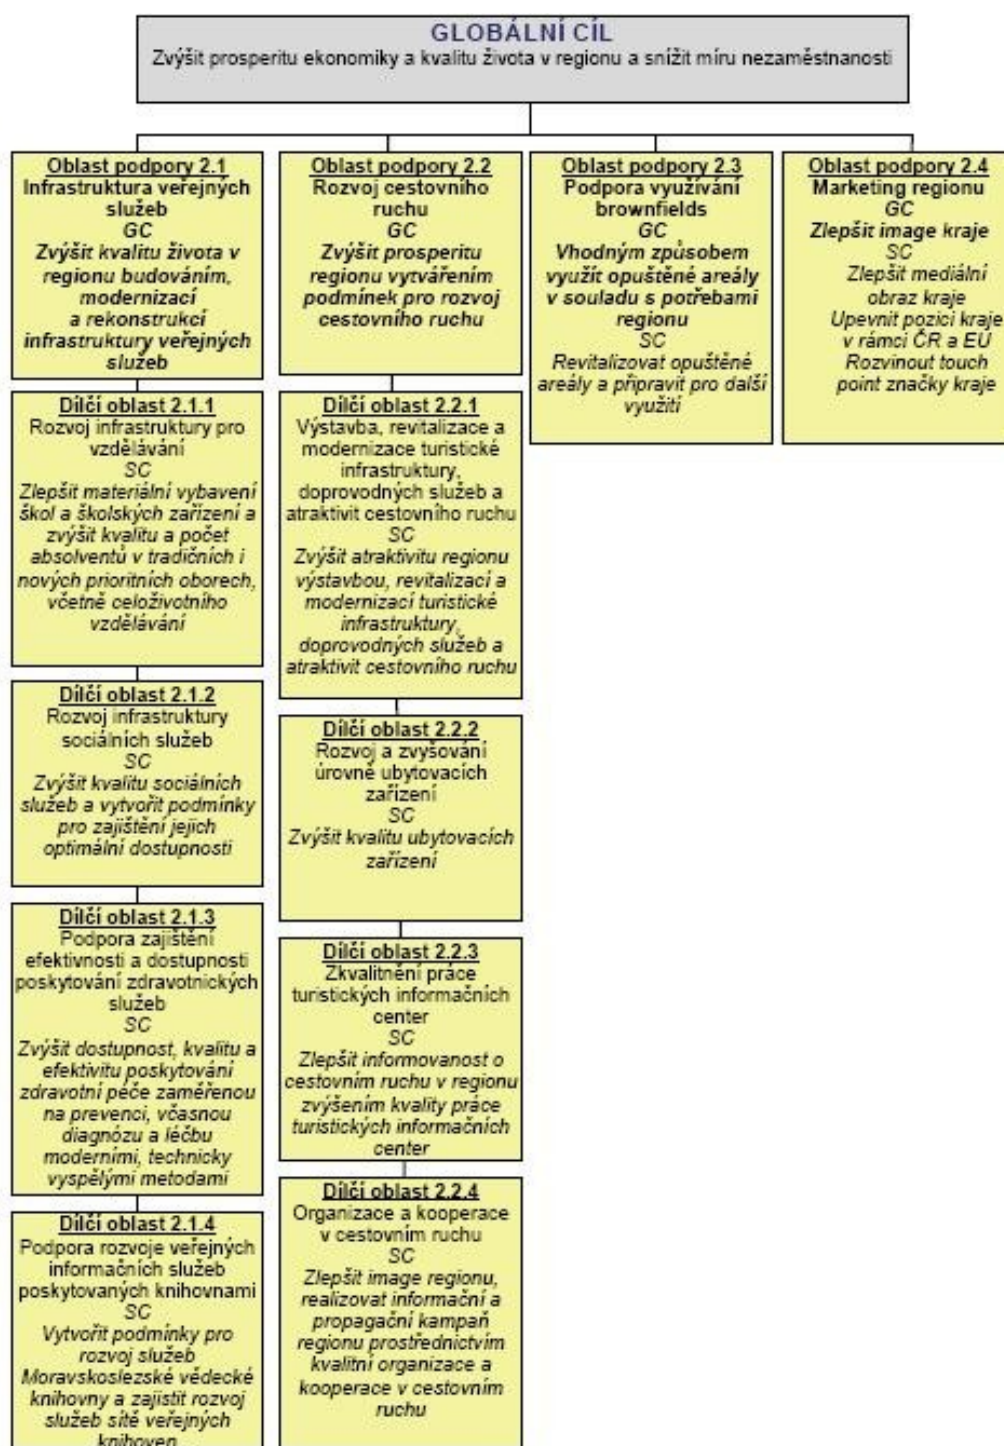 GLOBÁLNÍ CÍL
Zvýšit prosperitu ekonomiky a kvalitu života v regionu a snížit míru nezaměstnanosti
Oblast podpory 2.1
Infrastruktura veřejných
služeb
GC
Zvýšit kvalitu života v
regionu budováním,
modernizací
a rekonstrukcí
infrastruktury veřejných
služeb
Dílčí oblast 2.1.1
Rozvoj infrastruktury pro
vzdělávání
SC
Zlepšit materiální vybavení
škol a školských zařízení a
zvýšit kvalitu a počet
absolventů v tradičních i
nových prioritních oborech,
včetně celoživotního
vzdělávání
Dílčí oblast 2.1.2
Rozvoj infrastruktury
sociálních služeb
SC
Zvýšit kvalitu sociálních
služeb a vytvořit podmínky
pro zajištění jejich
optimální dostupnosti
Dílčí oblast 2.1.3
Podpora zajištění
efektivnosti a dostupnosti
poskytování zdravotnických
služeb
SC
Zvýšit dostupnost, kvalitu a
efektivitu poskytování
zdravotní péče zaměřenou
na prevenci, včasnou
diagnózu a léčbu
moderními, technicky
vyspělými metodami
Dílčí oblast 2.1.4
Podpora rozvoje veřejných
informačních služeb
poskytovaných knihovnami
SC
Vytvořit podmínky pro
rozvoj služeb
Moravskoslezské vědecké
knihovny a zajistit rozvoj
služeb sítě veřejných
knihoven
Oblast podpory 2.2
Rozvoj cestovního
ruchu
GC
Zvýšit prosperitu
regionu vytvářením
podmínek pro rozvoj
cestovního ruchu
Dílčí oblast 2.2.1
Výstavba, revitalizace a
modernizace turistické
infrastruktury,
doprovodných služeb a
atraktivit cestovního ruchu
SC
Zvýšit atraktivitu regionu
výstavbou, revitalizací a
modernizací turistické
infrastruktury,
doprovodných služeb a
atraktivit cestovního ruchu
Dílčí oblast 2.2.2
Rozvoj a zvyšování
úrovně ubytovacích
zařízení
SC
Zvýšit kvalitu ubytovacích
zařízení
Dílčí oblast 2.2.3
Zkvalitnění práce
turistických informačních
center
SC
Zlepšit informovanost o
cestovním ruchu v regionu
zvýšením kvality práce
turistických informačních
center
Dílčí oblast 2.2.4
Organizace a kooperace
v cestovním ruchu
SC
Zlepšit image regionu,
realizovat informační a
propagační kampaň
regionu prostřednictvím
kvalitní organizace a
kooperace v cestovním
ruchu
Oblast podpory 2.3
Podpora využívání
brownfields
GC
Vhodným způsobem
využít opuštěné areály
v souladu s potřebami
regionu
SC
Revitalizovat opuštěné
areály a připravit pro další
využití
Oblast podpory 2.4
Marketing regionu
GC
Zlepšit image kraje
SC
Zlepšit mediální
obraz kraje
Upevnit pozici kraje
v rámci ČR a EU
Rozvinout touch
point značky kraje